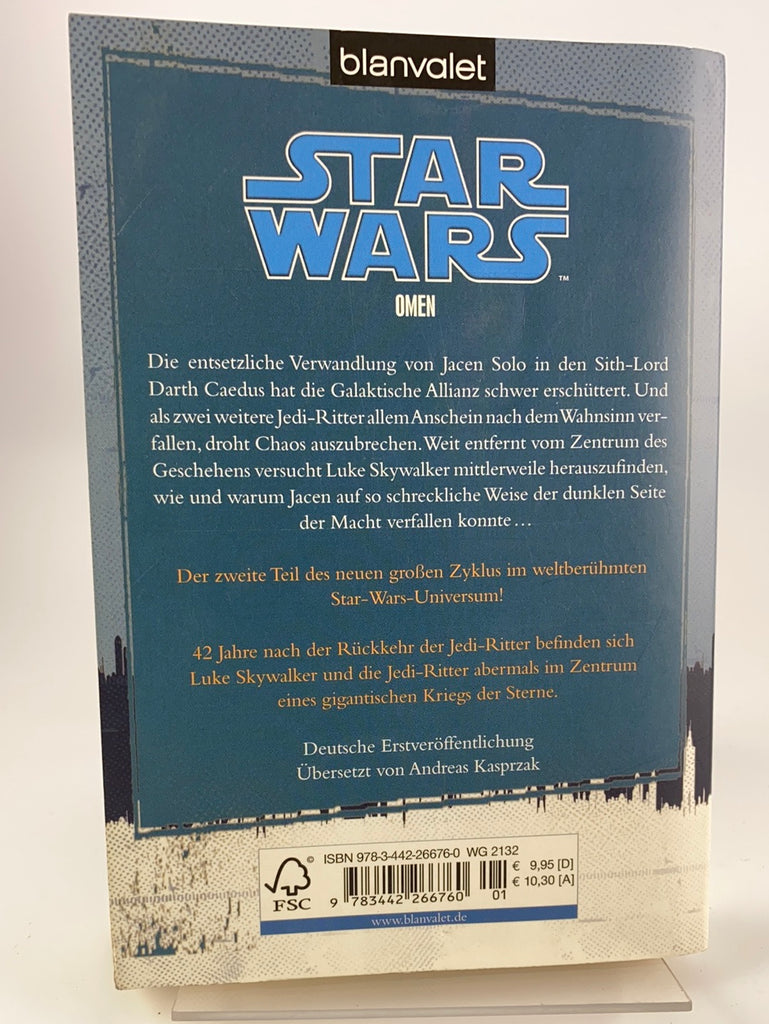 blanvalet
STAR
WARS™
OMEN
Die entsetzliche Verwandlung von Jacen Solo in den Sith-Lord
Darth Caedus hat die Galaktische Allianz schwer erschüttert. Und
als zwei weitere Jedi-Ritter allem Anschein nach dem Wahnsinn ver-
fallen, droht Chaos auszubrechen. Weit entfernt vom Zentrum des
Geschehens versucht Luke Skywalker mittlerweile herauszufinden,
wie und warum Jacen auf so schreckliche Weise der dunklen Seite
der Macht verfallen konnte ...
Der zweite Teil des neuen großen Zyklus im weltberühmten
Star-Wars-Universum!
42 Jahre nach der Rückkehr der Jedi-Ritter befinden sich
Luke Skywalker und die Jedi-Ritter abermals im Zentrum
eines gigantischen Kriegs der Sterne.
Deutsche Erstveröffentlichung
Übersetzt von Andreas Kasprzak
© ISBN 978-3-442-26676-0 WG 2132
€ 9,95 [D]
€ 10,30 [A]
FSC
9 783442 266760 01
www.blanvalet.de